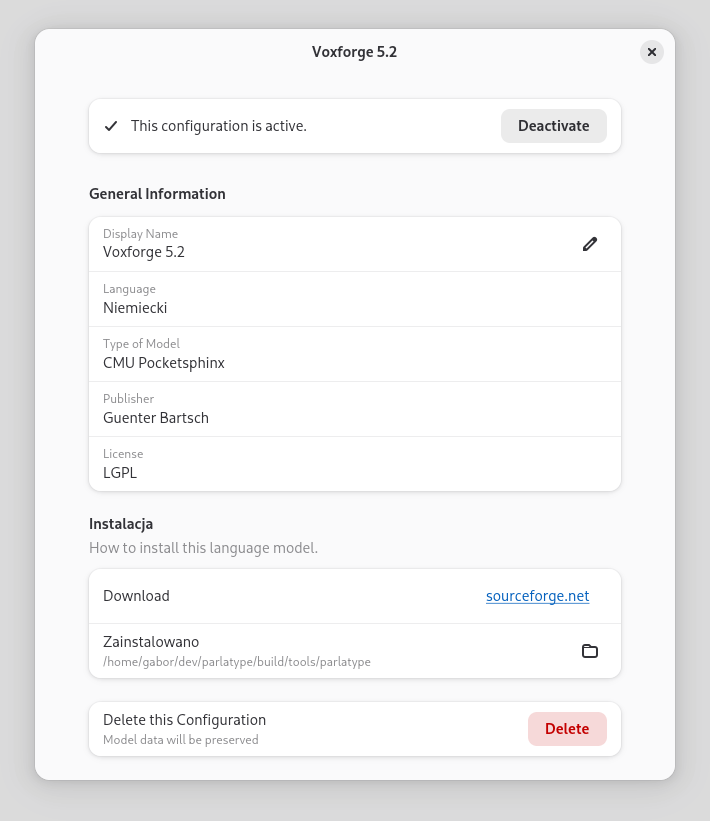 Voxforge 5.2
This configuration is active.
Deactivate
General Information
Display Name
Voxforge 5.2
Language
Niemiecki
Type of Model
CMU Pocketsphinx
Publisher
Guenter Bartsch
License
LGPL
Instalacja
How to install this language model.
Download
sourceforge.net
Zainstalowano
/home/gabor/dev/parlatype/build/tools/parlatype
Delete this Configuration
Model data will be preserved
Delete